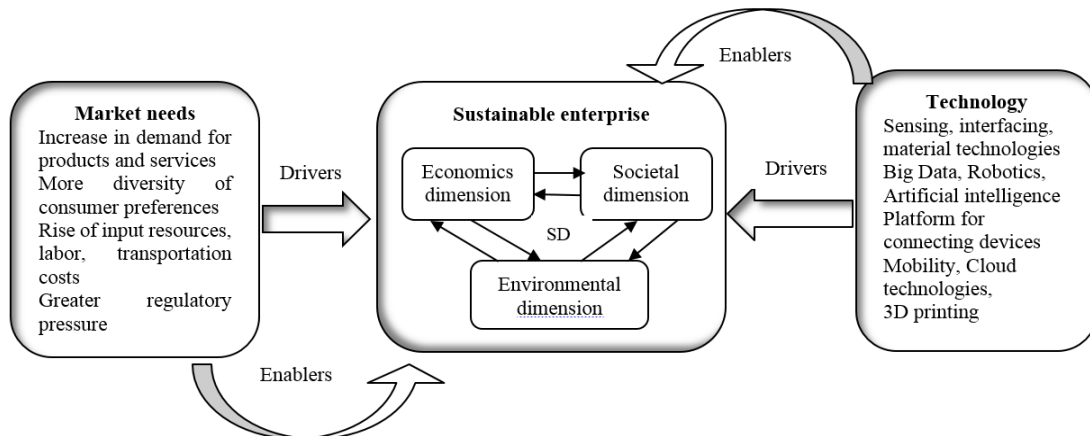 Enablers
Market needs
Increase in demand for
products and services
More diversity of
consumer preferences
Rise of input resources,
labor, transportation
costs
Greater regulatory
pressure
Drivers
Sustainable enterprise
Economics
dimension
Societal
dimension
SD
Environmental
dimension
Drivers
Technology
Sensing, interfacing,
material technologies
Big Data, Robotics,
Artificial intelligence
Platform for
connecting devices
Mobility, Cloud
technologies,
3D printing
Enablers